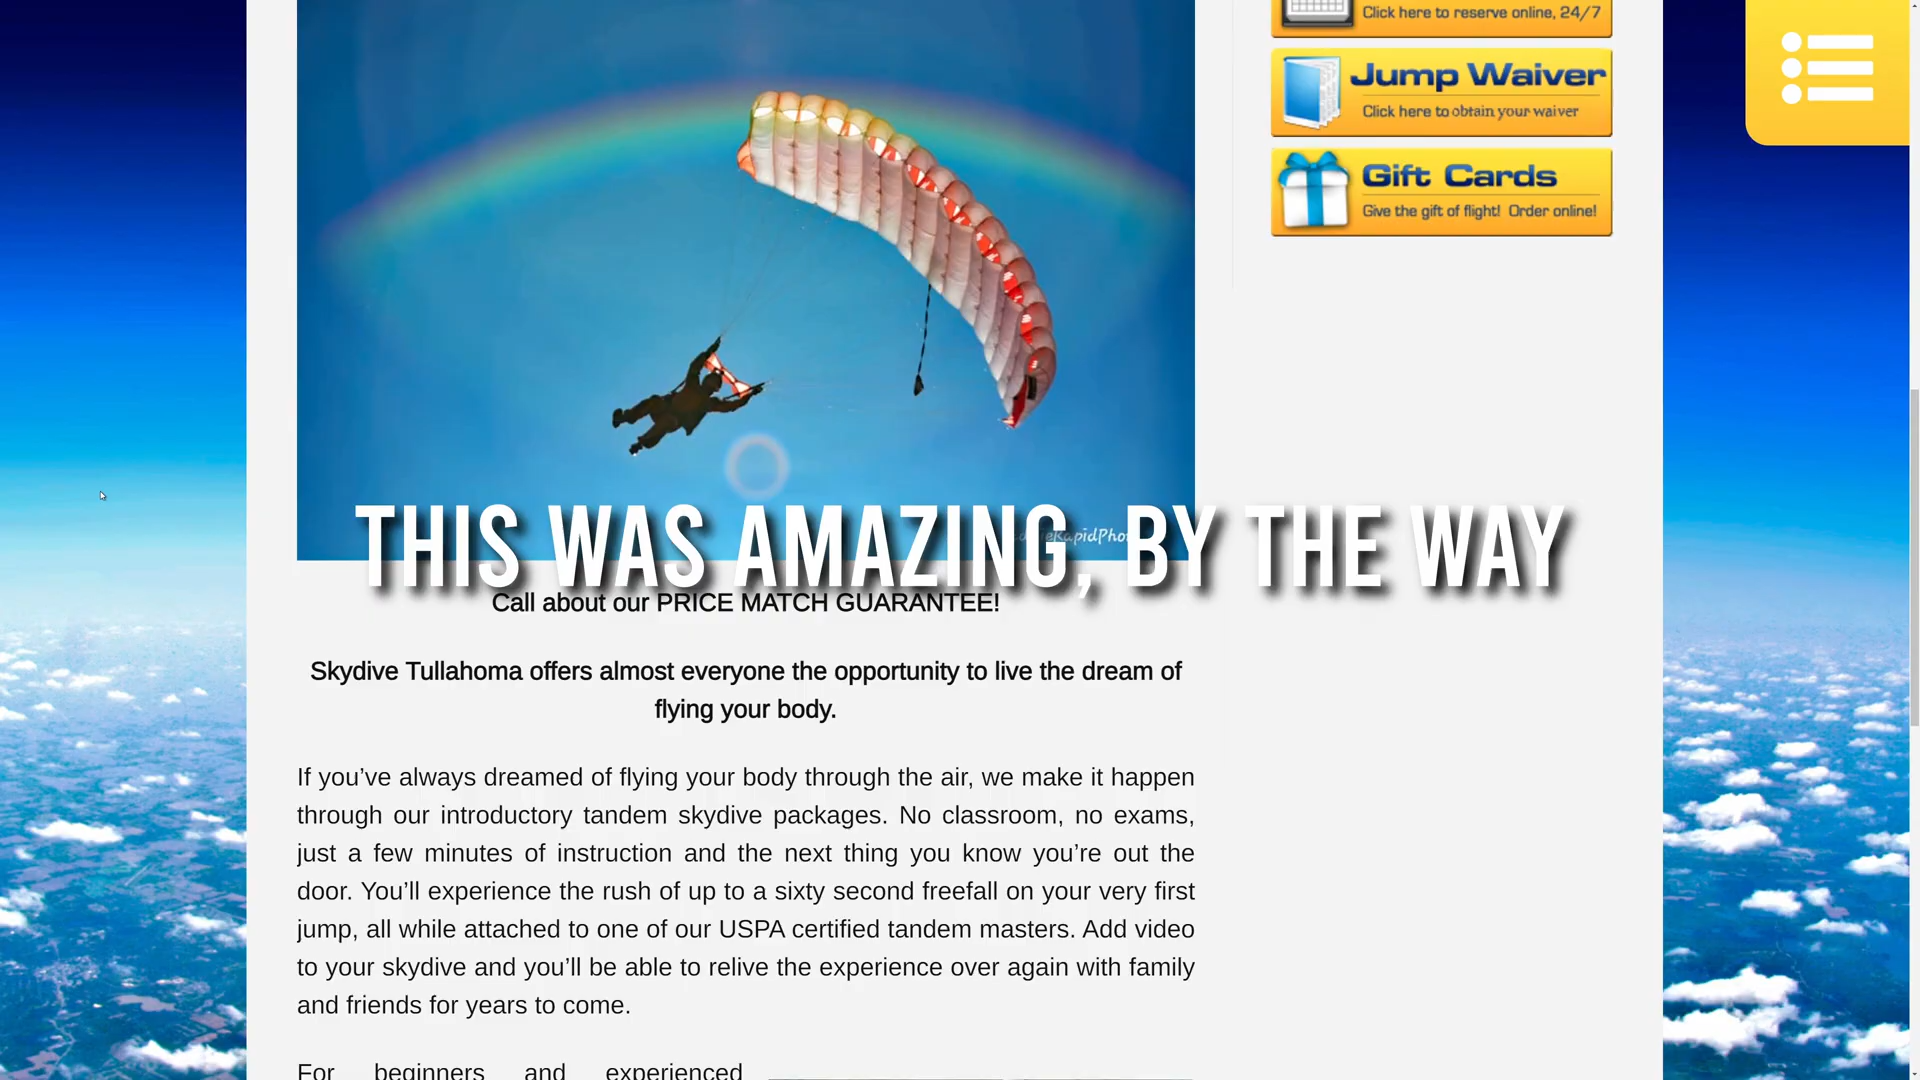 Click here to reserve online, 24/7
Jump Waiver
Click here to obtain your waiver
Gift Cards
Give the gift of flight! Order online!
THIS WAS AMAZING, BY THE WAY
Call about our PRICE MATCH GUARANTEE!
Skydive Tullahoma offers almost everyone the opportunity to live the dream of
flying your body.
If you’ve always dreamed of flying your body through the air, we make it happen
through our introductory tandem skydive packages. No classroom, no exams,
just a few minutes of instruction and the next thing you know you’re out the
door. You’ll experience the rush of up to a sixty second freefall on your very first
jump, all while attached to one of our USPA certified tandem masters. Add video
to your skydive and you’ll be able to relive the experience over again with family
and friends for years to come.
For beginners and experienced